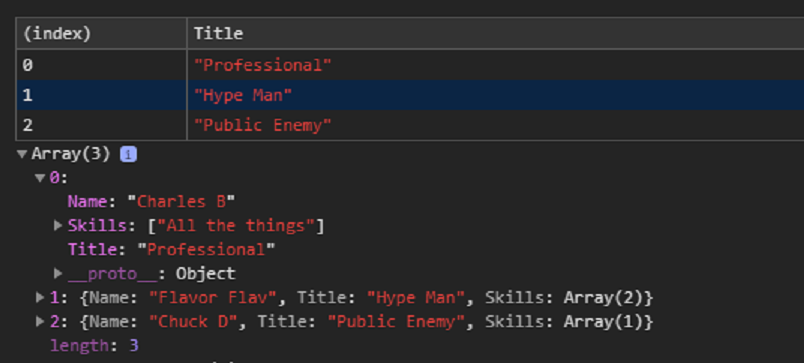 (index) Title
0 "Professional"
1 "Hype Man"
2 "Public Enemy"
▼Array(3) i
▼0:
Name: "Charles B"
▶Skills: ["All the things"]
Title: "Professional"
▶__proto__: Object
▶1: {Name: "Flavor Flav", Title: "Hype Man", Skills: Array(2)}
▶2: {Name: "Chuck D", Title: "Public Enemy", Skills: Array(1)}
length: 3